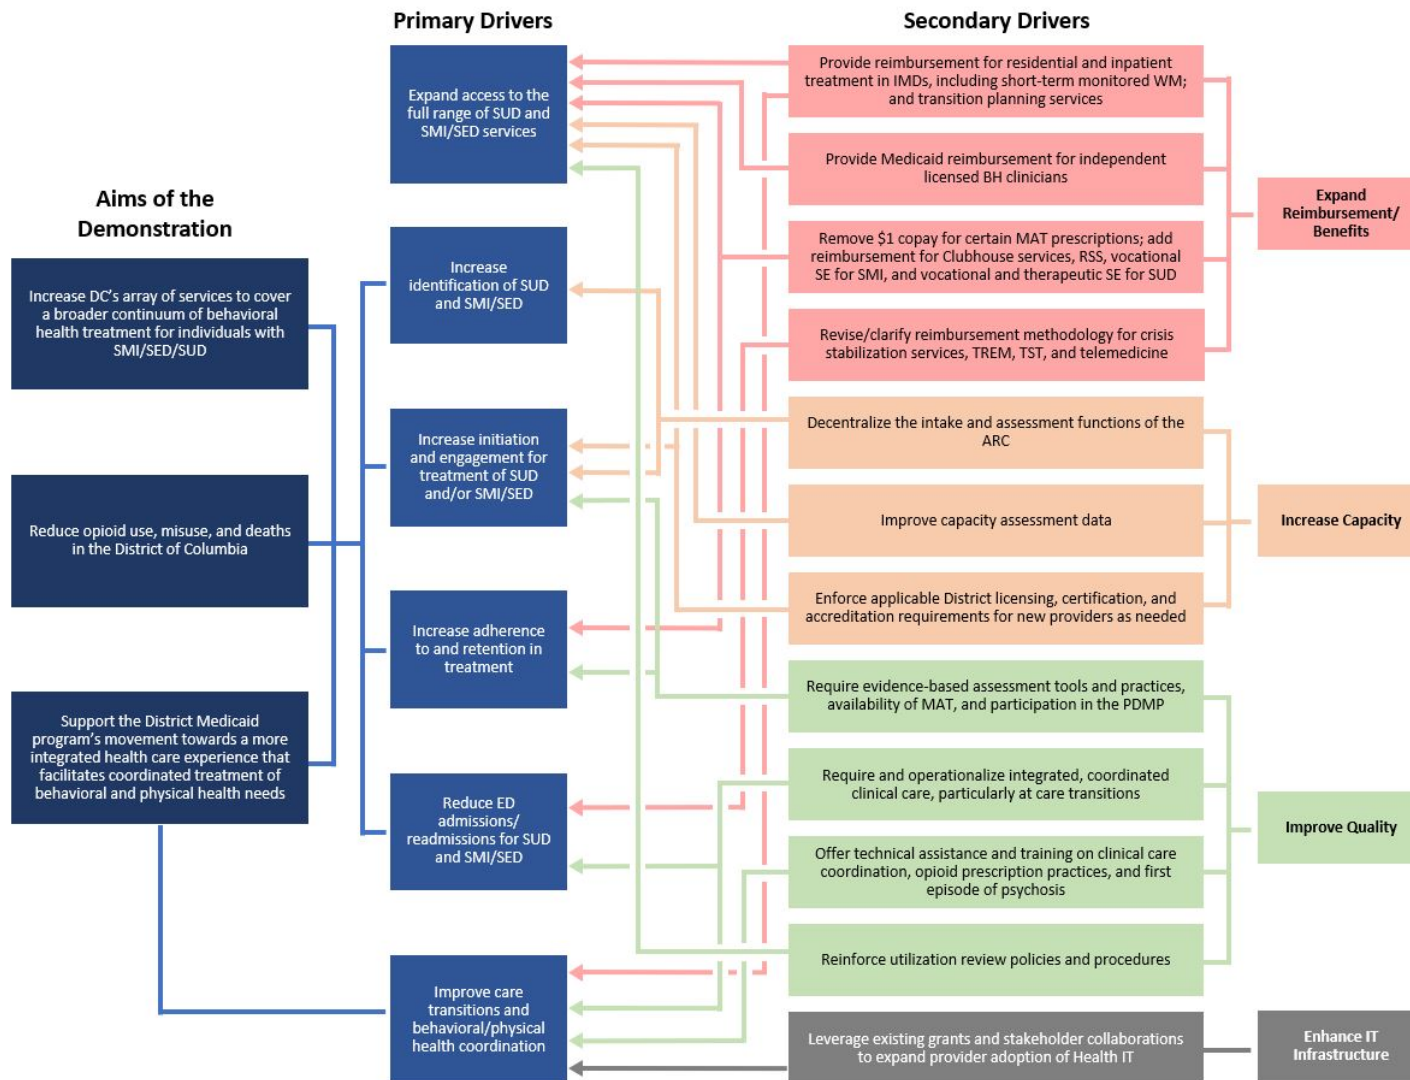 Primary Drivers
Secondary Drivers
Aims of the
Demonstration
Increase DC's array of services to cover
a broader continuum of behavioral
health treatment for individuals with
SMI/SED/SUD
Reduce opioid use, misuse, and deaths
in the District of Columbia
Support the District Medicaid
program's movement towards a more
integrated health care experience that
facilitates coordinated treatment of
behavioral and physical health needs
Expand access to the
full range of SUD and
SMI/SED services
Increase
identification of SUD
and SMI/SED
Increase initiation
and engagement for
treatment of SUD
and/or SMI/SED
Increase adherence
to and retention in
treatment
Reduce ED
admissions/
readmissions for SUD
and SMI/SED
Improve care
transitions and
behavioral/physical
health coordination
Provide reimbursement for residential and inpatient
treatment in IMDs, including short-term monitored WM;
and transition planning services
Provide Medicaid reimbursement for independent
licensed BH clinicians
Remove $1 copay for certain MAT prescriptions; add
reimbursement for Clubhouse services, RSS, vocational
SE for SMI, and vocational and therapeutic SE for SUD
Revise/clarify reimbursement methodology for crisis
stabilization services, TREM, TST, and telemedicine
Decentralize the intake and assessment functions of the
ARC
Improve capacity assessment data
Enforce applicable District licensing, certification, and
accreditation requirements for new providers as needed
Require evidence-based assessment tools and practices,
availability of MAT, and participation in the PDMP
Require and operationalize integrated, coordinated
clinical care, particularly at care transitions
Offer technical assistance and training on clinical care
coordination, opioid prescription practices, and first
episode of psychosis
Reinforce utilization review policies and procedures
Leverage existing grants and stakeholder collaborations
to expand provider adoption of Health IT
Expand
Reimbursement/
Benefits
Increase Capacity
Improve Quality
Enhance IT
Infrastructure